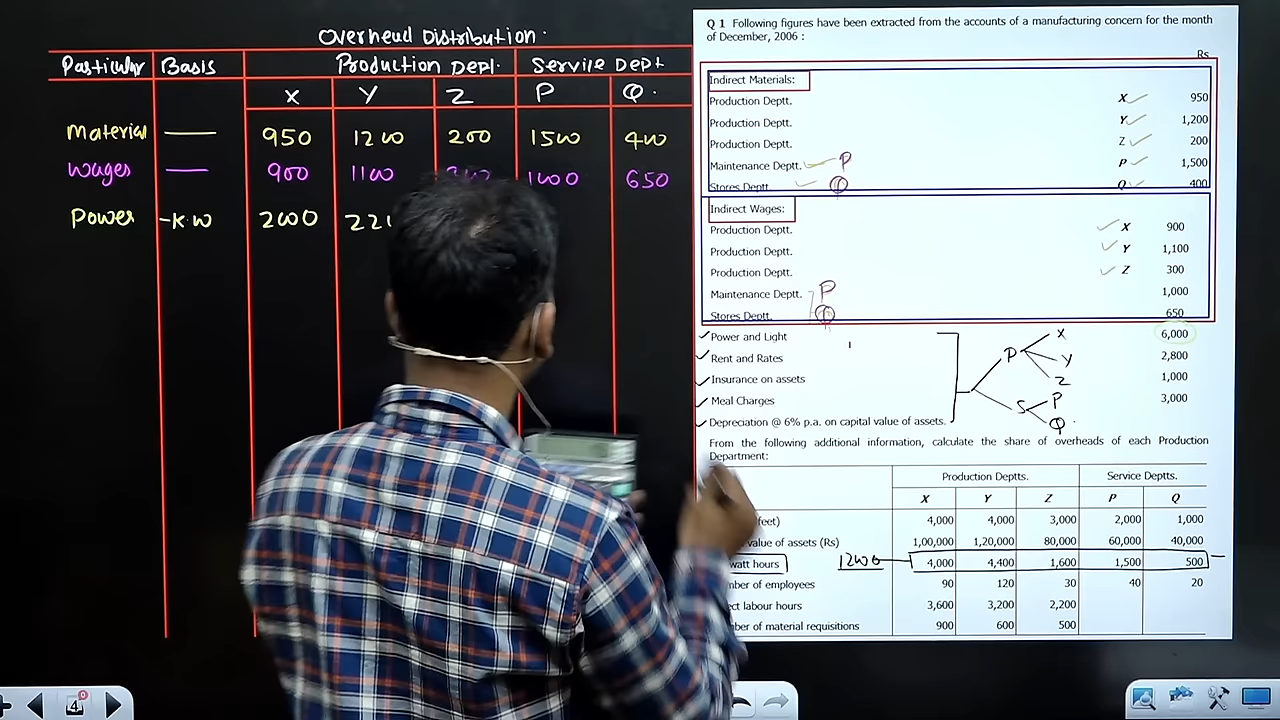 Overhead Distribution.
Particular Basis Production Dept. Service Dept
X Y Z P Q.
Material — 950 1200 200 1500 400
Wages — 900 1100 1000 650
Power -K.W 2000
Q 1 Following figures have been extracted from the accounts of a manufacturing concern for the month
of December, 2006 :
Rs
Indirect Materials:
Production Deptt. X 950
Production Deptt. Y 1,200
Production Deptt. Z 200
Maintenance Deptt. P P 1,500
Stores Deptt. Q Q 400
Indirect Wages:
Production Deptt. X 900
Production Deptt. Y 1,100
Production Deptt. Z 300
Maintenance Deptt. P 1,000
Stores Deptt. Q 650
Power and Light 6,000
Rent and Rates 2,800
Insurance on assets 1,000
Meal Charges 3,000
Depreciation @ 6% p.a. on capital value of assets.
P X Y Z
S P Q
From the following additional information, calculate the share of overheads of each Production
Department:
Production Deptts. Service Deptts.
X Y Z P Q
feet) 4,000 4,000 3,000 2,000 1,000
value of assets (Rs) 1,00,000 1,20,000 80,000 60,000 40,000
watt hours 12000 4,000 4,400 1,600 1,500 500
employees 90 120 30 40 20
labour hours 3,600 3,200 2,200
of material requisitions 900 600 500
4